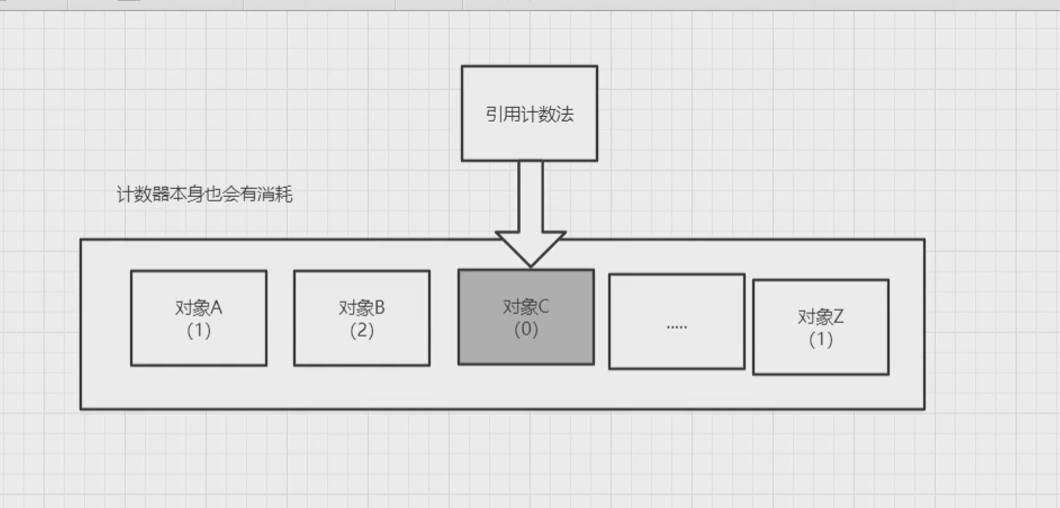 引用计数法
计数器本身也会有消耗
对象A
（1）
对象B
（2）
对象C
（0）
.....
对象Z
（1）